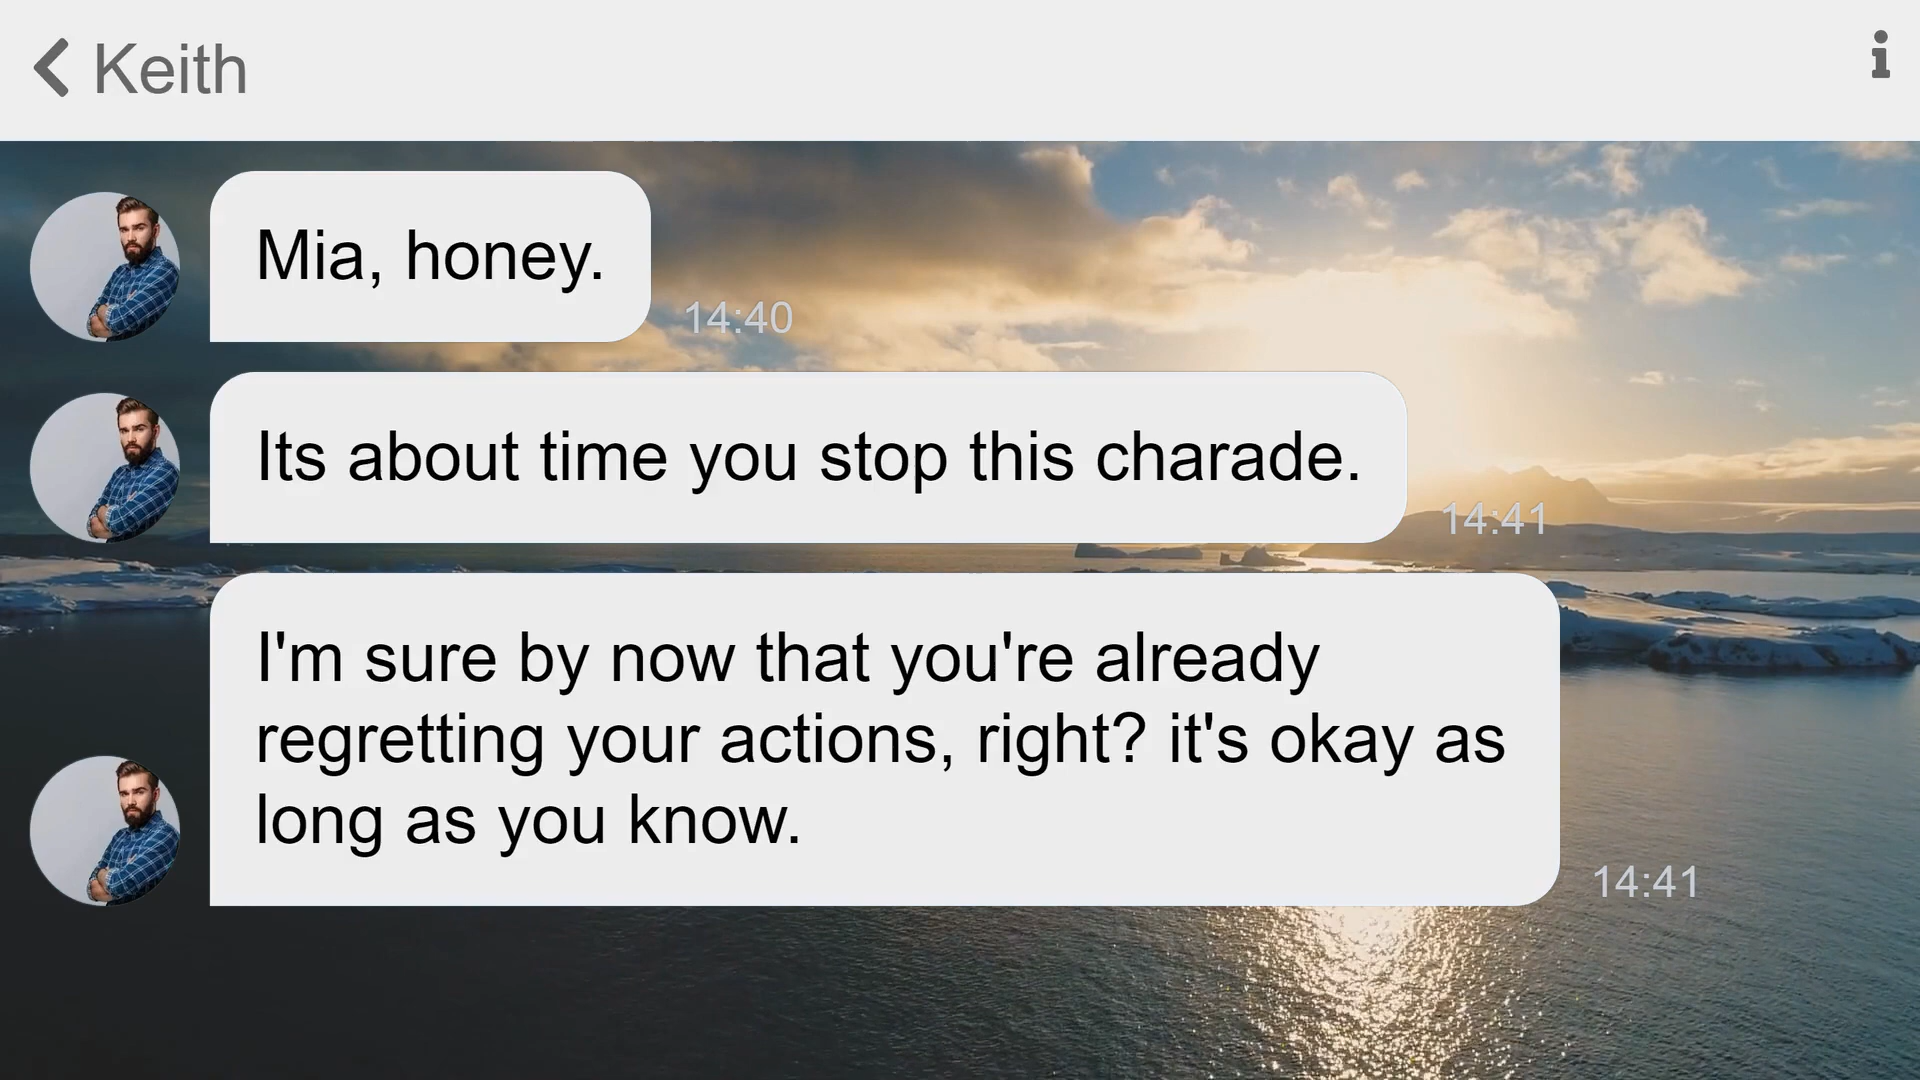 Keith
Mia, honey.
14:40
Its about time you stop this charade.
14:41
I'm sure by now that you're already
regretting your actions, right? it's okay as
long as you know.
14:41